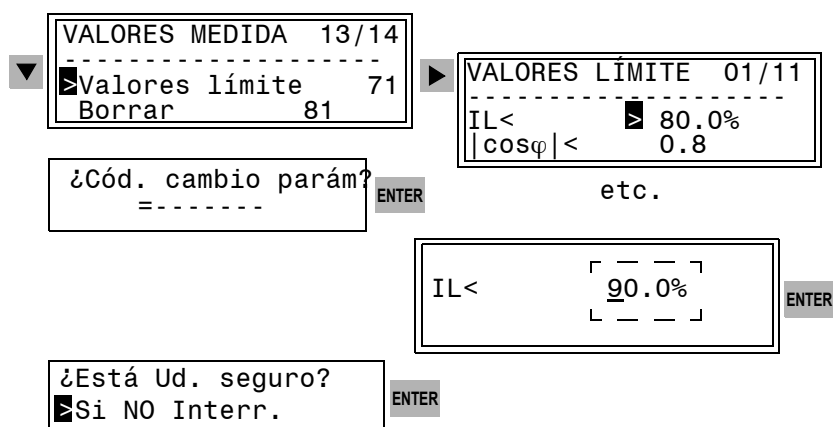 VALORES MEDIDA 13/14
--------------------
>Valores límite 71
Borrar 81
VALORES LÍMITE 01/11
--------------------
IL< > 80.0%
|cosφ|< 0.8
etc.
¿Cód. cambio parám?
=-------
ENTER
IL< 90.0%
ENTER
¿Está Ud. seguro?
>Si NO Interr.
ENTER